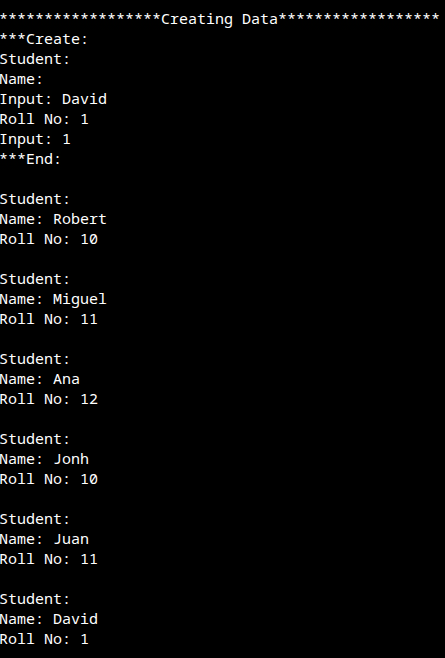 ******************Creating Data******************
***Create:
Student:
Name:
Input: David
Roll No: 1
Input: 1
***End:
Student:
Name: Robert
Roll No: 10
Student:
Name: Miguel
Roll No: 11
Student:
Name: Ana
Roll No: 12
Student:
Name: Jonh
Roll No: 10
Student:
Name: Juan
Roll No: 11
Student:
Name: David
Roll No: 1